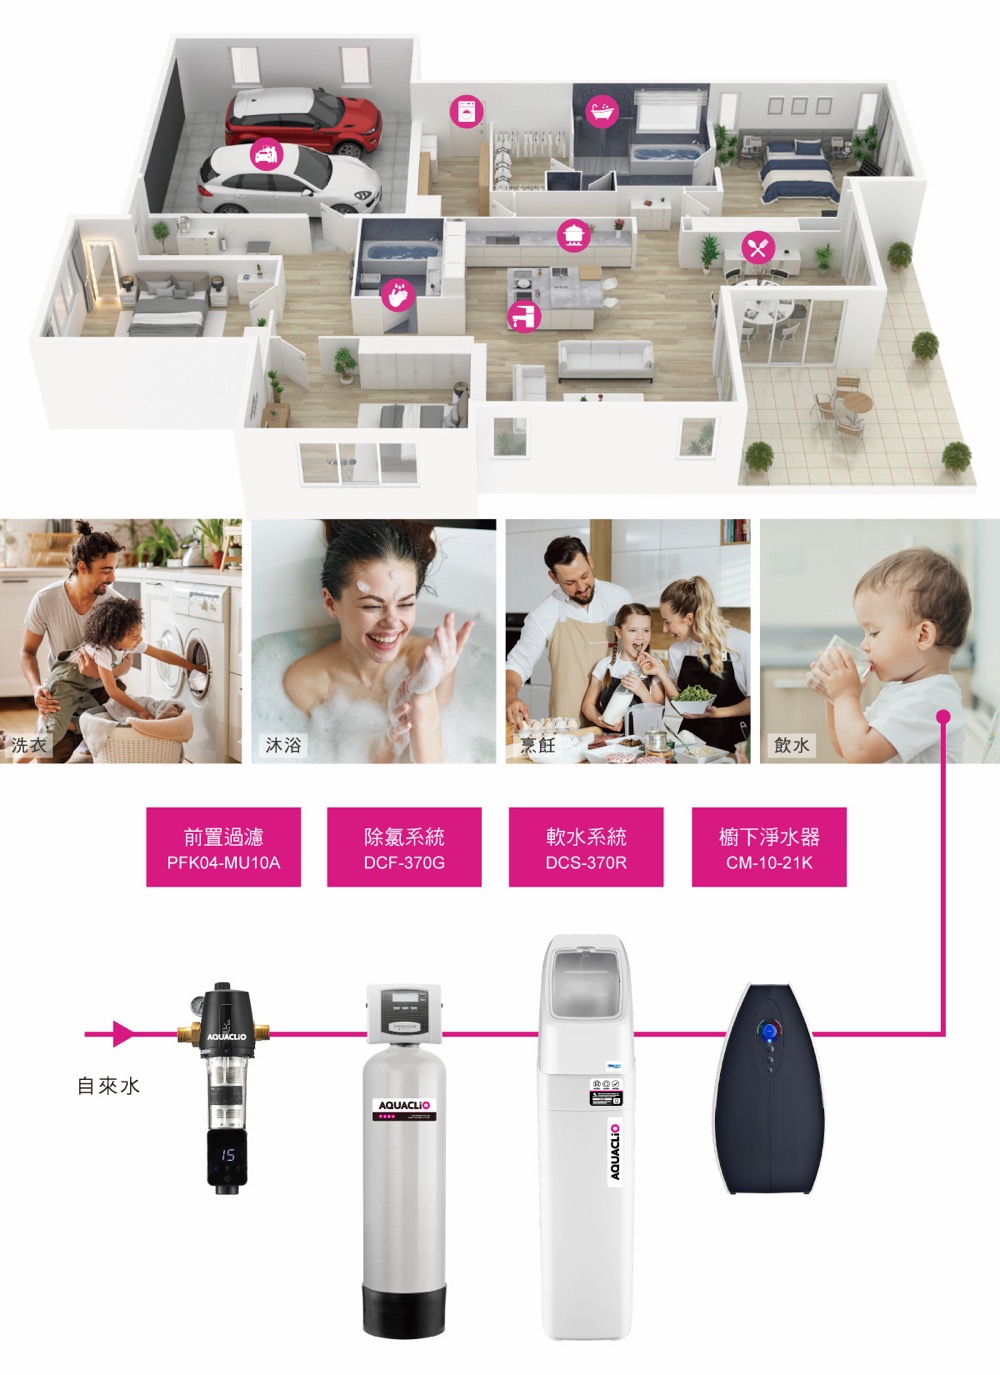 洗衣
沐浴
烹飪
飲水
前置過濾
PFK04-MU10A
除氯系統
DCF-370G
軟水系統
DCS-370R
櫥下淨水器
CM-10-21K
自來水
AQUACLiO
15
AQUACLiO
AQUACLiO